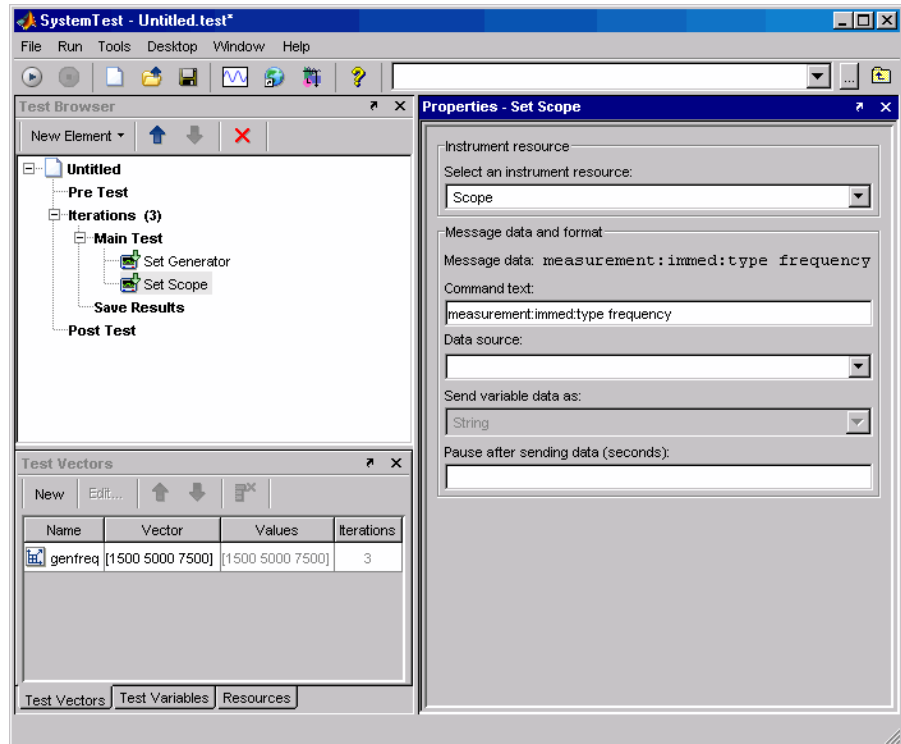 SystemTest - Untitled.test*
File Run Tools Desktop Window Help
...
Test Browser
New Element
Untitled
Pre Test
Iterations (3)
Main Test
Set Generator
Set Scope
Save Results
Post Test
Test Vectors
New Edit...
Name Vector Values Iterations
genfreq [1500 5000 7500] [1500 5000 7500] 3
Test Vectors Test Variables Resources
Properties - Set Scope
Instrument resource
Select an instrument resource:
Scope
Message data and format
Message data: measurement:immed:type frequency
Command text:
measurement:immed:type frequency
Data source:
Send variable data as:
String
Pause after sending data (seconds):